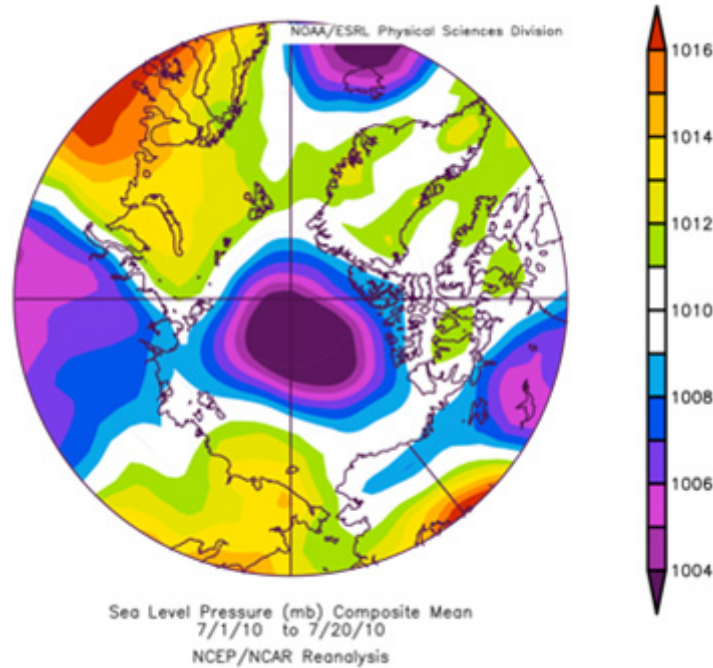 NOAA/ESRL Physical Sciences Division
1016
1014
1012
1010
1008
1006
1004
Sea Level Pressure (mb) Composite Mean
7/1/10 to 7/20/10
NCEP/NCAR Reanalysis